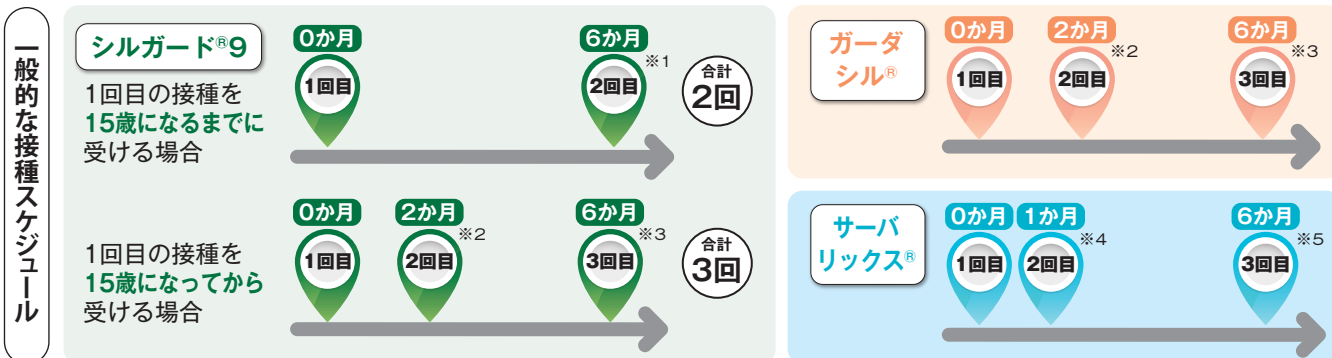 一般的な接種スケジュール
シルガード®9
1回目の接種を
15歳になるまでに
受ける場合
0か月
6か月
1回目
2回目
※1
合計
2回
1回目の接種を
15歳になってから
受ける場合
0か月
2か月
6か月
1回目
2回目
※2
3回目
※3
合計
3回
ガーダ
シル®
0か月
2か月
6か月
1回目
2回目
※2
3回目
※3
サーバ
リックス®
0か月
1か月
6か月
1回目
2回目
※4
3回目
※5